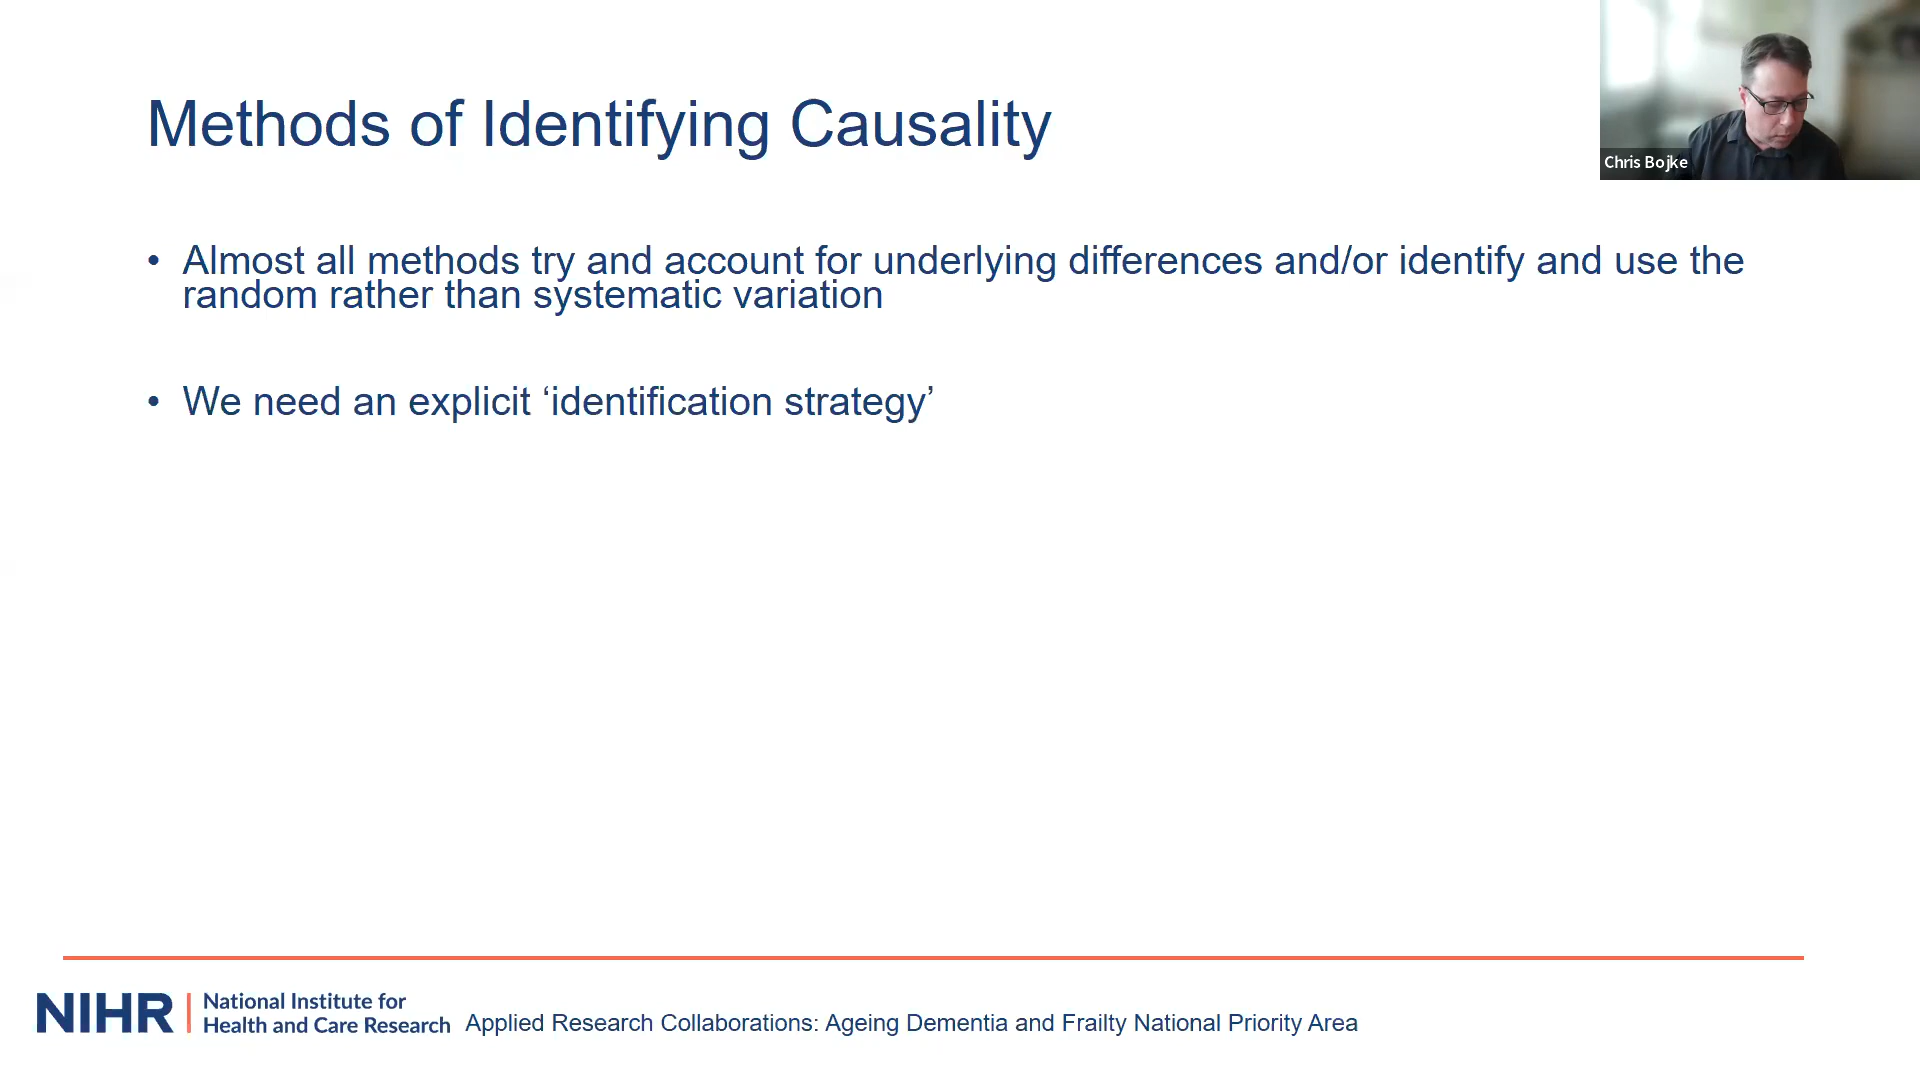 Methods of Identifying Causality
Chris Bojke
• Almost all methods try and account for underlying differences and/or identify and use the
random rather than systematic variation
• We need an explicit ‘identification strategy’
NIHR | National Institute for
Health and Care Research
Applied Research Collaborations: Ageing Dementia and Frailty National Priority Area